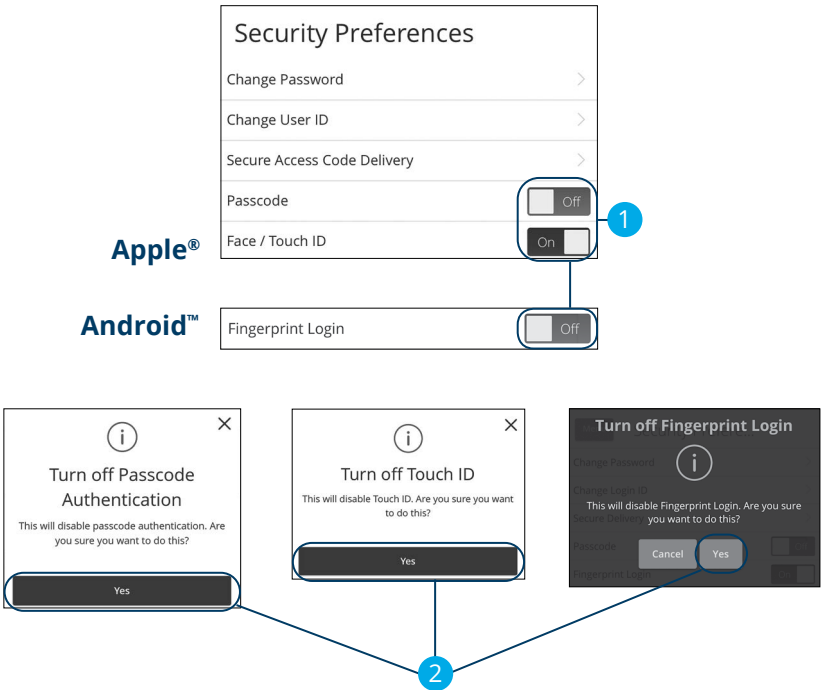 Security Preferences
Change Password
Change User ID
Secure Access Code Delivery
Passcode
Off
1
Face / Touch ID
On
Apple®
Android™
Fingerprint Login
Off
Turn off Passcode
Authentication
This will disable passcode authentication. Are
you sure you want to do this?
Yes
Turn off Touch ID
This will disable Touch ID. Are you sure you want
to do this?
Yes
Turn off Fingerprint Login
Change Password
Change Login ID
This will disable Fingerprint Login. Are you sure
you want to do this?
Secure Delivery
Passcode
Cancel
Yes
Fingerprint Login
2